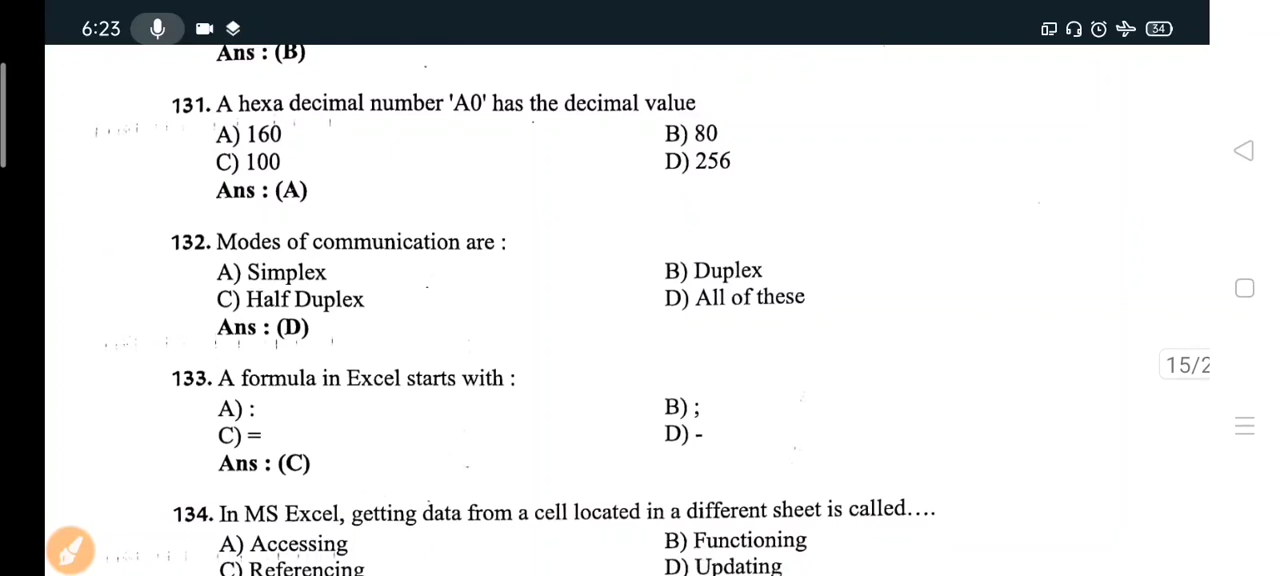 6:23
34
Ans : (B)
131. A hexa decimal number 'A0' has the decimal value
A) 160
B) 80
C) 100
D) 256
Ans : (A)
132. Modes of communication are :
A) Simplex
B) Duplex
C) Half Duplex
D) All of these
Ans : (D)
133. A formula in Excel starts with :
A) :
B) ;
C) =
D) -
Ans : (C)
15/2
134. In MS Excel, getting data from a cell located in a different sheet is called....
A) Accessing
B) Functioning
C) Referencing
D) Updating